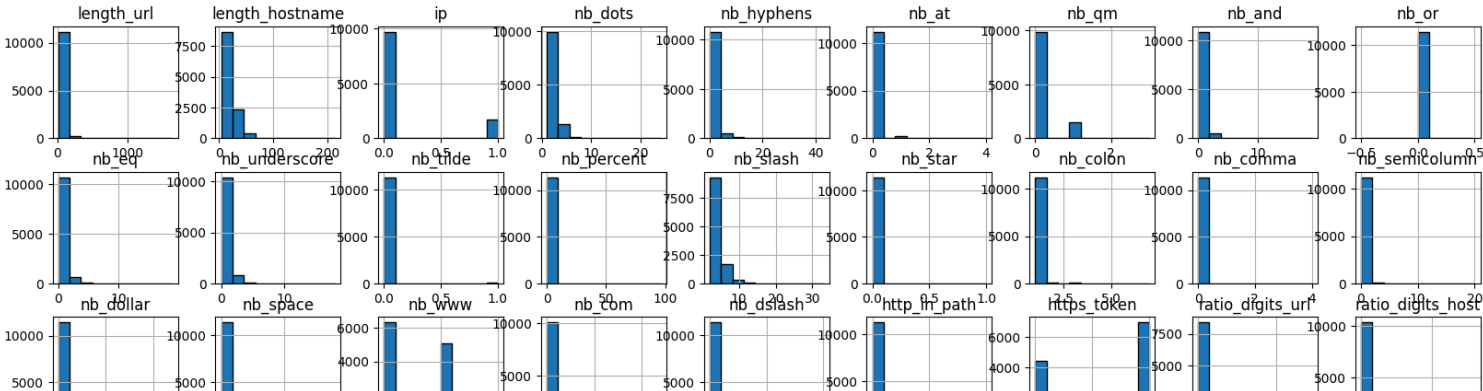 length_url length_hostname ip nb_dots nb_hyphens nb_at nb_qm nb_and nb_or
10000 7500 10000 10000 10000 10000 10000 10000 10000
5000 5000 5000 5000 5000 5000 5000 5000 5000
2500
0 0 0 0 0 0 0 0 0
0 100 0 100 200 0.0 0.5 1.0 0 10 20 0 20 40 0 2 4 0 2 0 10 −0.5 0.0 0.5
nb_eq nb_underscore nb_tilde nb_percent nb_slash nb_star nb_colon nb_comma nb_semicolumn
10000 10000 10000 10000 7500 10000 10000 10000 10000
5000 5000 5000 5000 5000 5000 5000 5000 5000
2500
0 0 0 0 0 0 0 0 0
0 10 0 10 0.0 0.5 1.0 0 50 100 10 20 30 0.0 0.5 1.0 2.5 5.0 0 2 4 0 10 20
nb_dollar nb_space nb_www nb_com nb_dslash http_in_path https_token ratio_digits_url ratio_digits_host
10000 10000 6000 10000 10000 10000 6000 7500 10000
5000 5000 4000 5000 5000 5000 4000 5000 5000